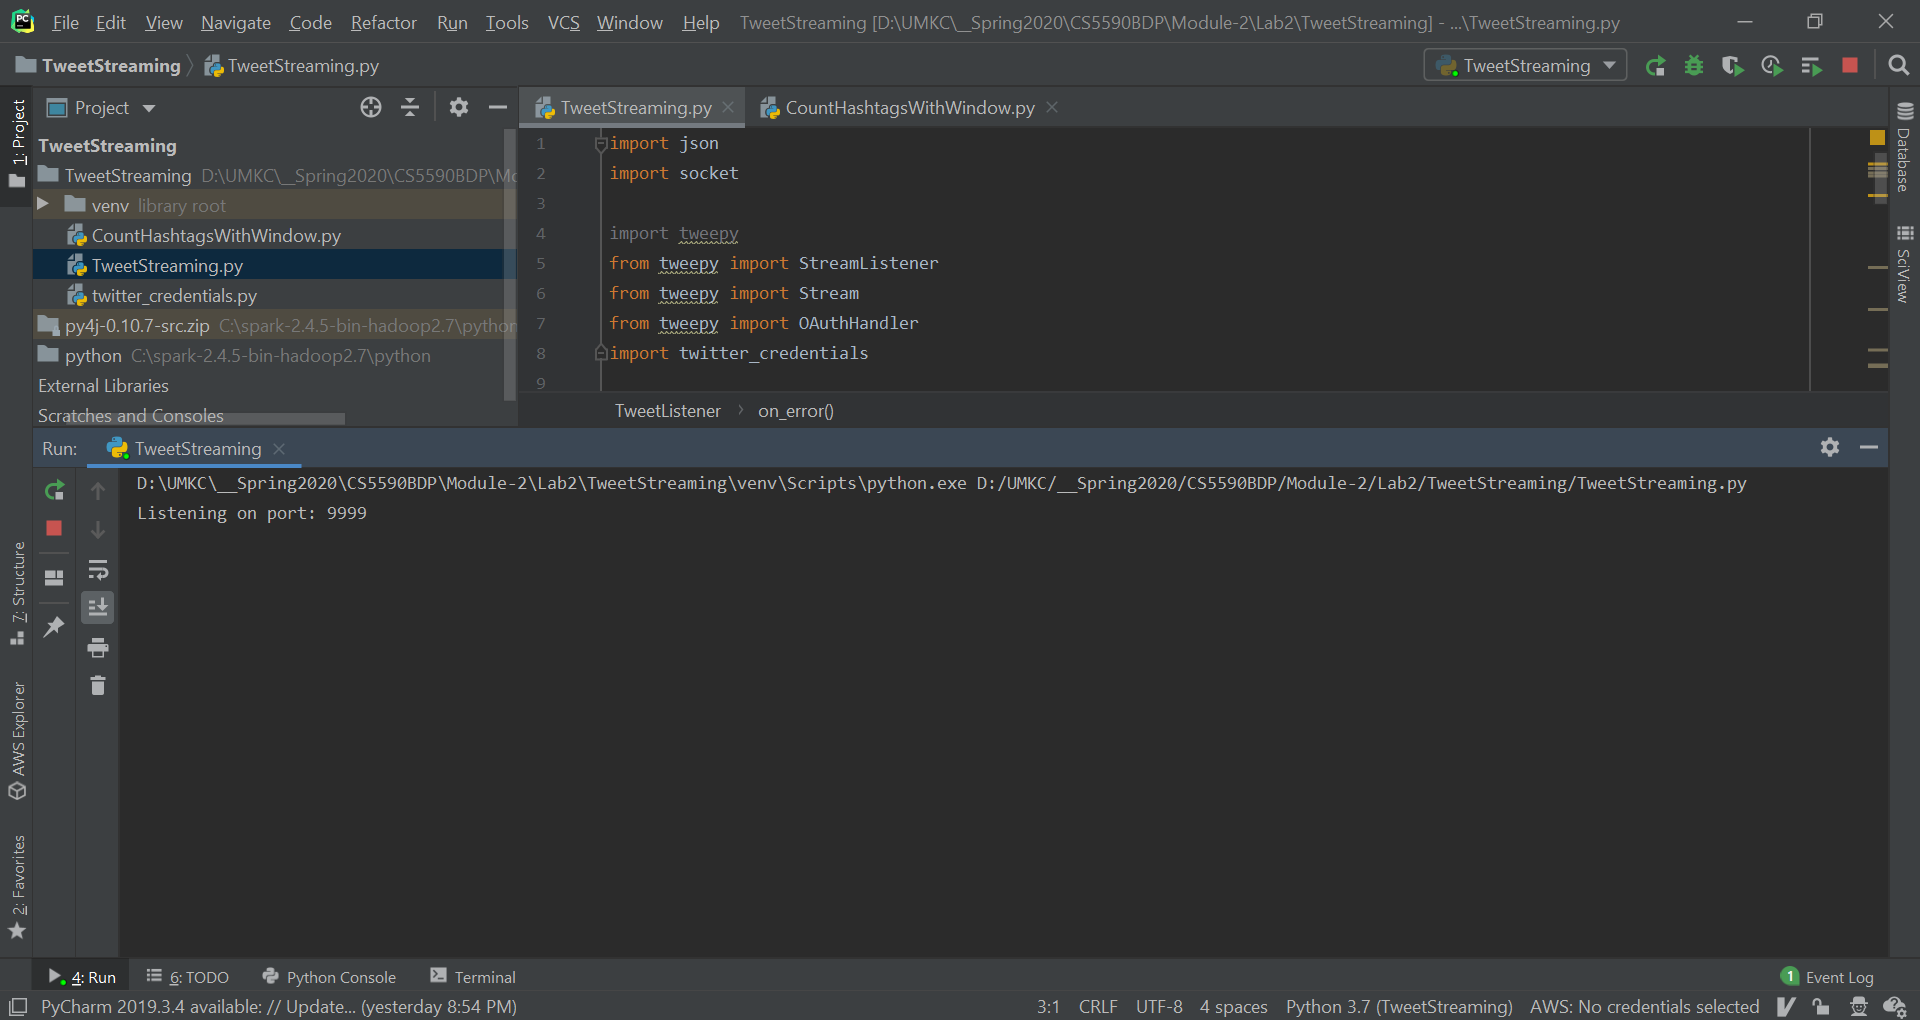 File Edit View Navigate Code Refactor Run Tools VCS Window Help TweetStreaming [D:\UMKC\__Spring2020\CS5590BDP\Module-2\Lab2\TweetStreaming] - ...\TweetStreaming.py
TweetStreaming TweetStreaming.py TweetStreaming
1: Project
Project
TweetStreaming
TweetStreaming D:\UMKC\__Spring2020\CS5590BDP\Mo
venv library root
CountHashtagsWithWindow.py
TweetStreaming.py
twitter_credentials.py
py4j-0.10.7-src.zip C:\spark-2.4.5-bin-hadoop2.7\python
python C:\spark-2.4.5-bin-hadoop2.7\python
External Libraries
Scratches and Consoles
TweetStreaming.py CountHashtagsWithWindow.py
1 import json
2 import socket
3
4 import tweepy
5 from tweepy import StreamListener
6 from tweepy import Stream
7 from tweepy import OAuthHandler
8 import twitter_credentials
9
TweetListener on_error()
Database
SciView
Run: TweetStreaming
D:\UMKC\__Spring2020\CS5590BDP\Module-2\Lab2\TweetStreaming\venv\Scripts\python.exe D:/UMKC/__Spring2020/CS5590BDP/Module-2/Lab2/TweetStreaming/TweetStreaming.py
Listening on port: 9999
7: Structure
AWS Explorer
2: Favorites
4: Run 6: TODO Python Console Terminal 1 Event Log
PyCharm 2019.3.4 available: // Update... (yesterday 8:54 PM) 3:1 CRLF UTF-8 4 spaces Python 3.7 (TweetStreaming) AWS: No credentials selected